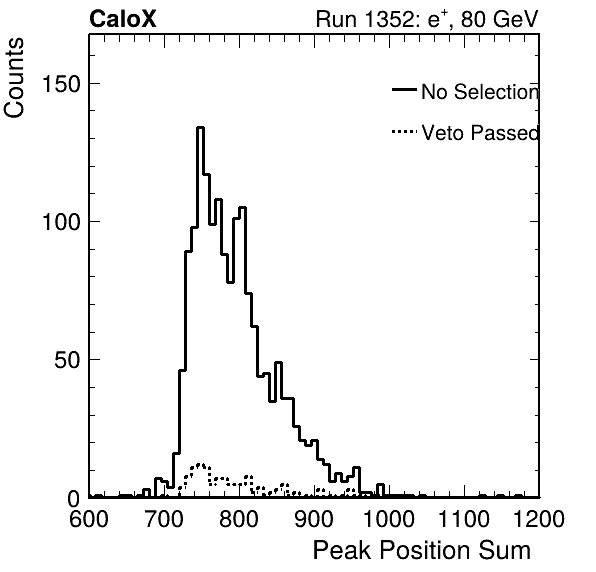 CaloX Run 1352: e⁺, 80 GeV
Counts
150
No Selection
Veto Passed
100
50
0
600 700 800 900 1000 1100 1200
Peak Position Sum